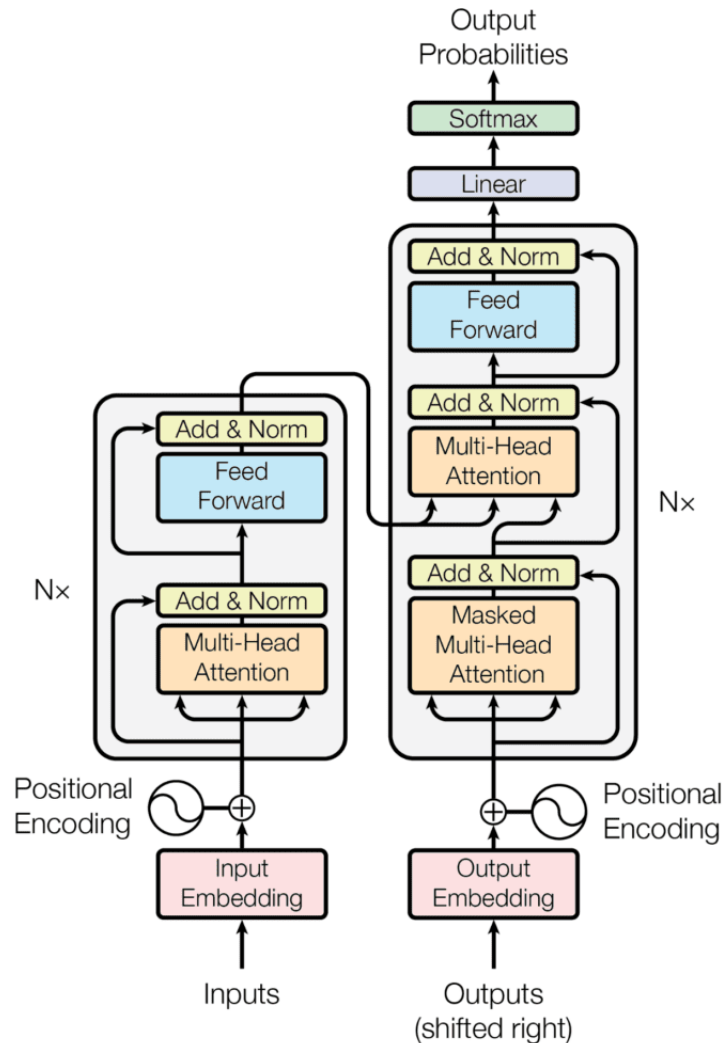 Output
Probabilities
Softmax
Linear
Add & Norm
Feed
Forward
Add & Norm
Multi-Head
Attention
Nx
Add & Norm
Masked
Multi-Head
Attention
Add & Norm
Feed
Forward
Nx
Add & Norm
Multi-Head
Attention
Positional
Encoding
Positional
Encoding
Input
Embedding
Output
Embedding
Inputs
Outputs
(shifted right)